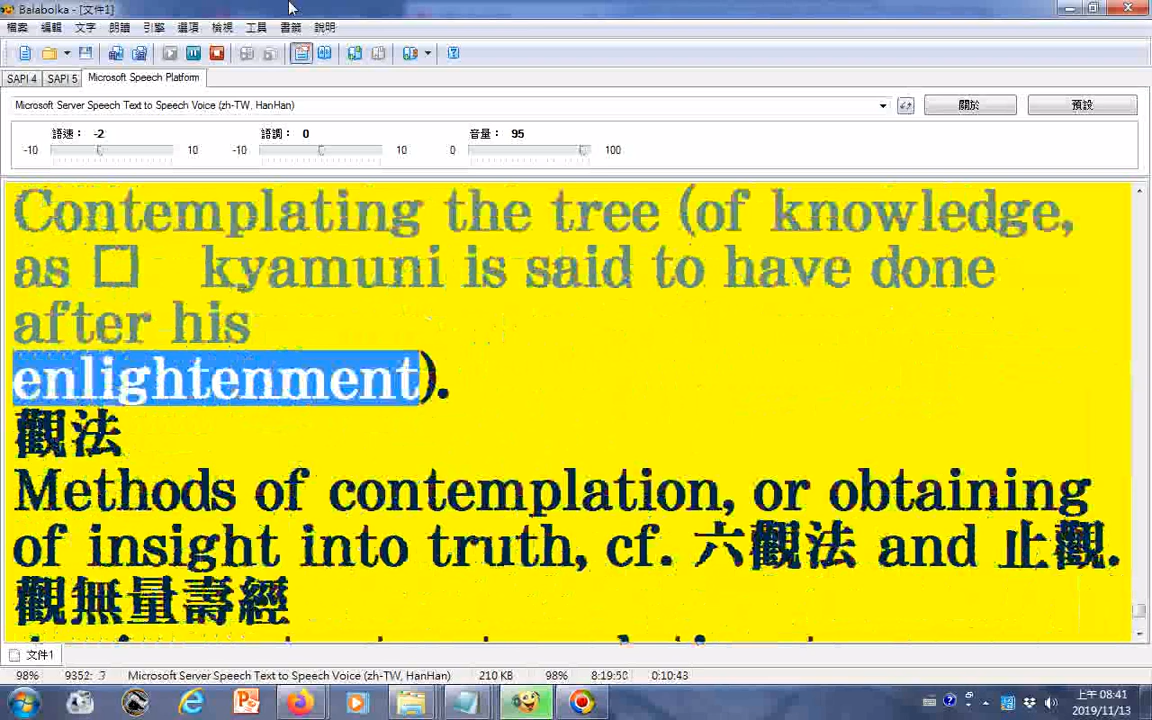 Balabolka - [文件1]
檔案 編輯 文字 朗讀 引擎 選項 檢視 工具 書籤 說明
SAPI 4 SAPI 5 Microsoft Speech Platform
Microsoft Server Speech Text to Speech Voice (zh-TW, HanHan) 關於 預設
語速： -2 語調： 0 音量： 95
-10 10 -10 10 0 100
Contemplating the tree (of knowledge,
as □ kyamuni is said to have done
after his
enlightenment).
觀法
Methods of contemplation, or obtaining
of insight into truth, cf. 六觀法 and 止觀.
觀無量壽經
文件1
98% 9352: Microsoft Server Speech Text to Speech Voice (zh-TW, HanHan) 210 KB 98% 0:10:43
上午 08:41
2019/11/13